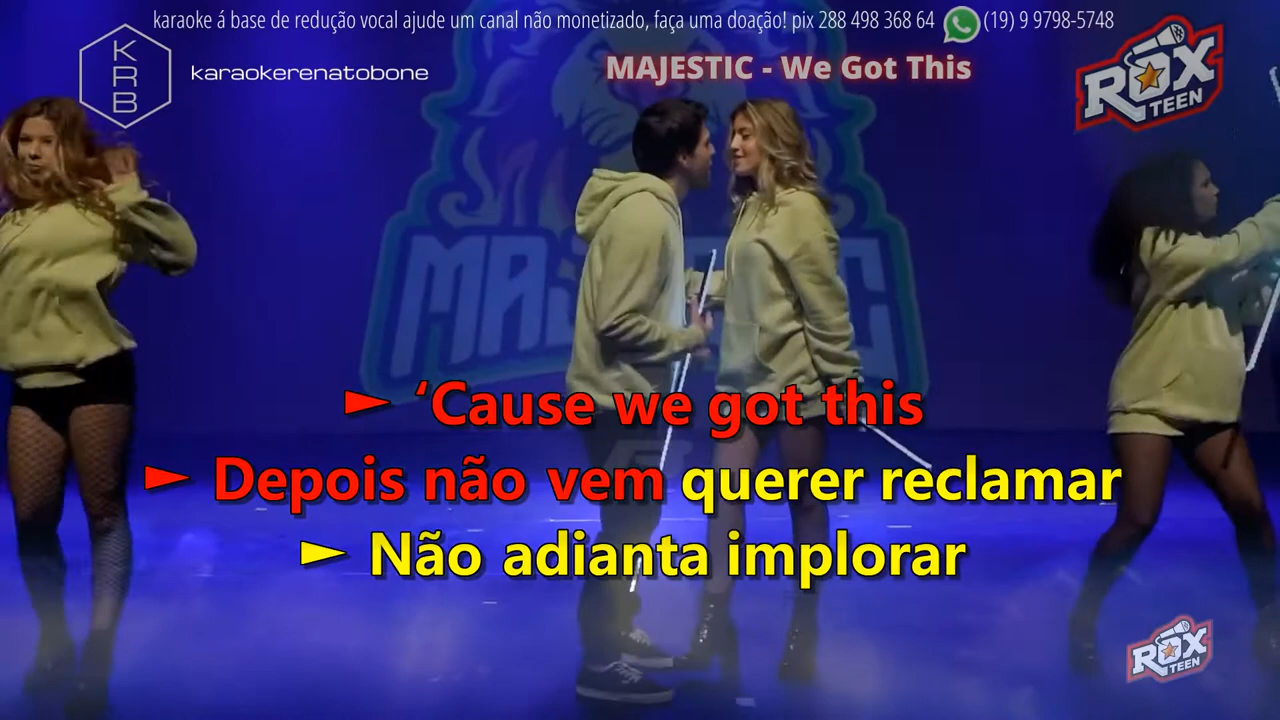 karaoke á base de redução vocal ajude um canal não monetizado, faça uma doação! pix 288 498 368 64 (19) 9 9798-5748
KRB
karaokerenatobone
MAJESTIC - We Got This
ROX
TEEN
► ‘Cause we got this
► Depois não vem querer reclamar
► Não adianta implorar
ROX
TEEN